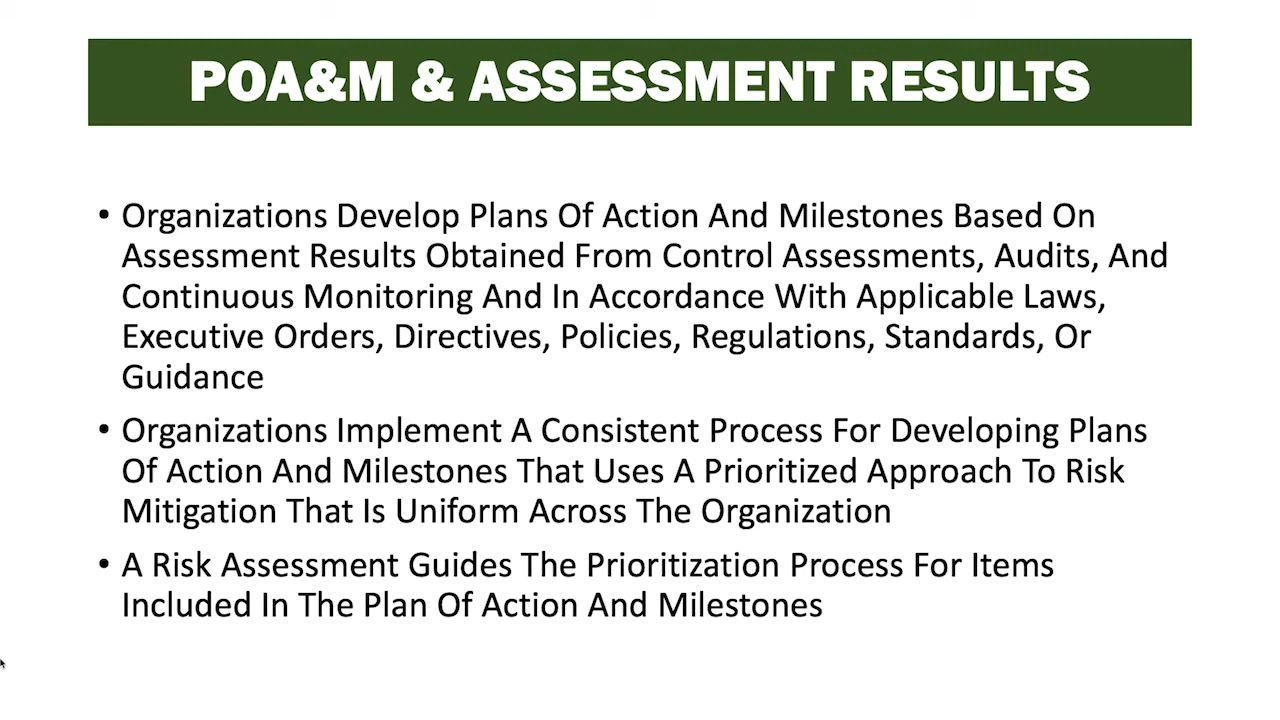 POA&M & ASSESSMENT RESULTS
• Organizations Develop Plans Of Action And Milestones Based On
Assessment Results Obtained From Control Assessments, Audits, And
Continuous Monitoring And In Accordance With Applicable Laws,
Executive Orders, Directives, Policies, Regulations, Standards, Or
Guidance
• Organizations Implement A Consistent Process For Developing Plans
Of Action And Milestones That Uses A Prioritized Approach To Risk
Mitigation That Is Uniform Across The Organization
• A Risk Assessment Guides The Prioritization Process For Items
Included In The Plan Of Action And Milestones